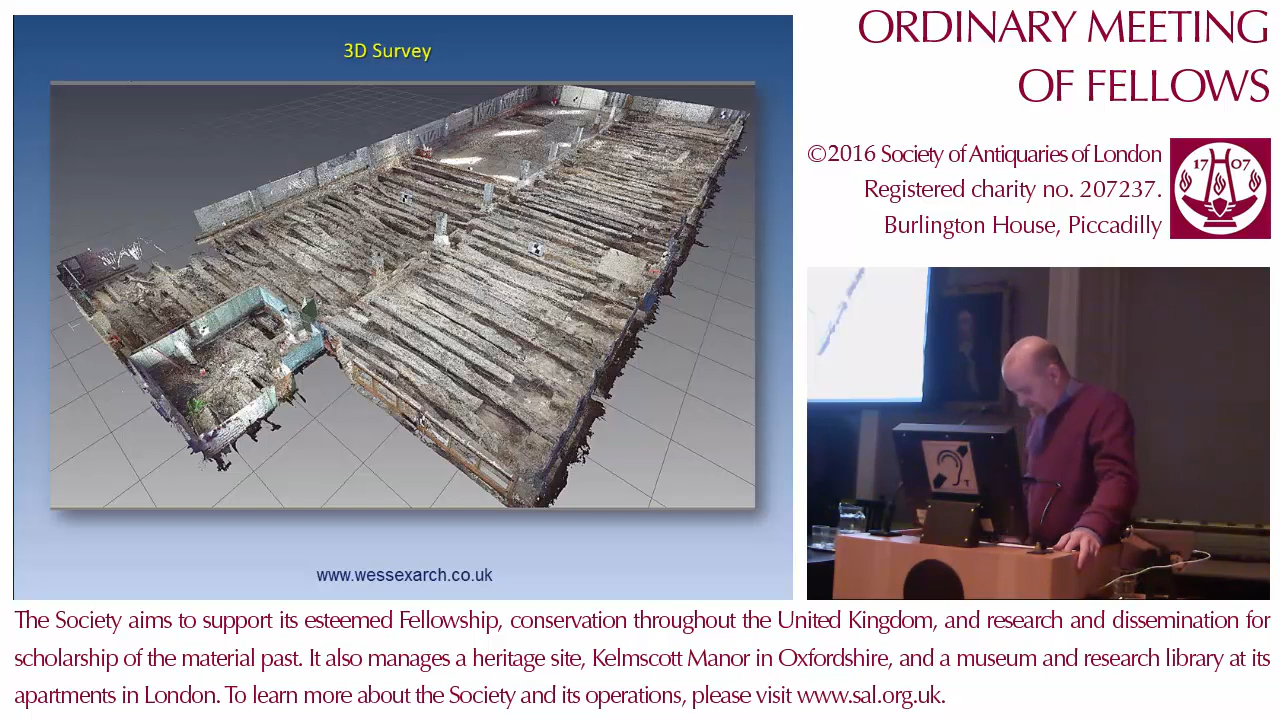 3D Survey
www.wessexarch.co.uk
ORDINARY MEETING
OF FELLOWS
©2016 Society of Antiquaries of London
Registered charity no. 207237.
Burlington House, Piccadilly
17 07
T
The Society aims to support its esteemed Fellowship, conservation throughout the United Kingdom, and research and dissemination for
scholarship of the material past. It also manages a heritage site, Kelmscott Manor in Oxfordshire, and a museum and research library at its
apartments in London. To learn more about the Society and its operations, please visit www.sal.org.uk.